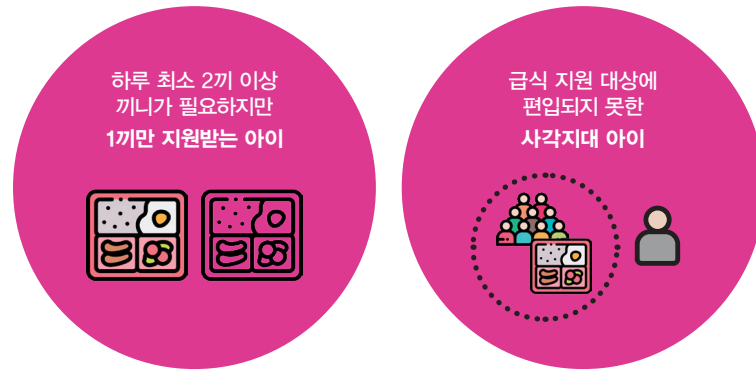 하루 최소 2끼 이상
끼니가 필요하지만
1끼만 지원받는 아이
급식 지원 대상에
편입되지 못한
사각지대 아이